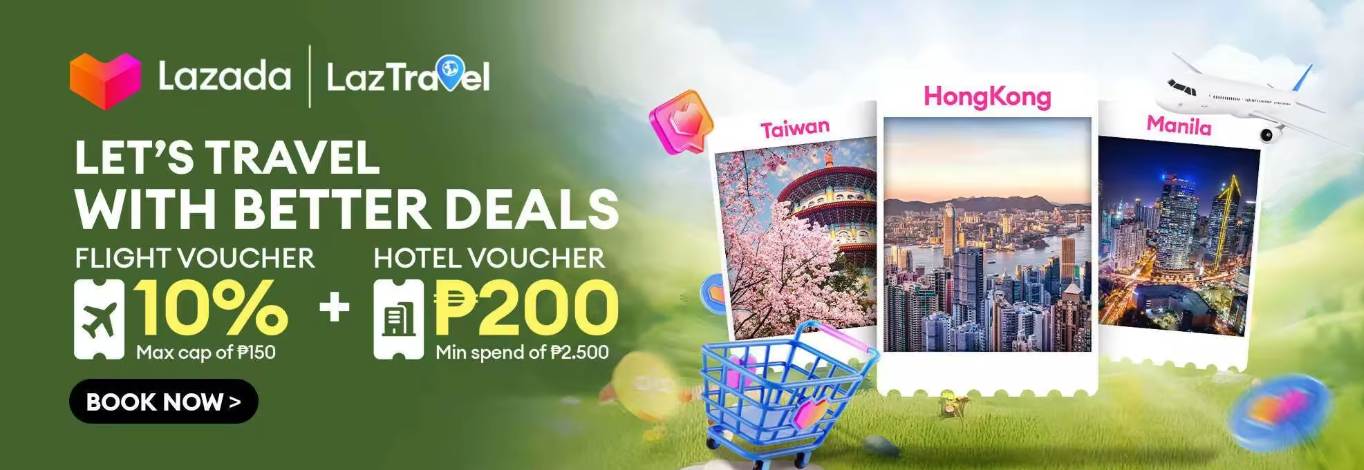 Lazada | LazTravel
LET'S TRAVEL
WITH BETTER DEALS
FLIGHT VOUCHER
10%
Max cap of ₱150
+
HOTEL VOUCHER
₱200
Min spend of ₱2.500
BOOK NOW >
Taiwan
HongKong
Manila